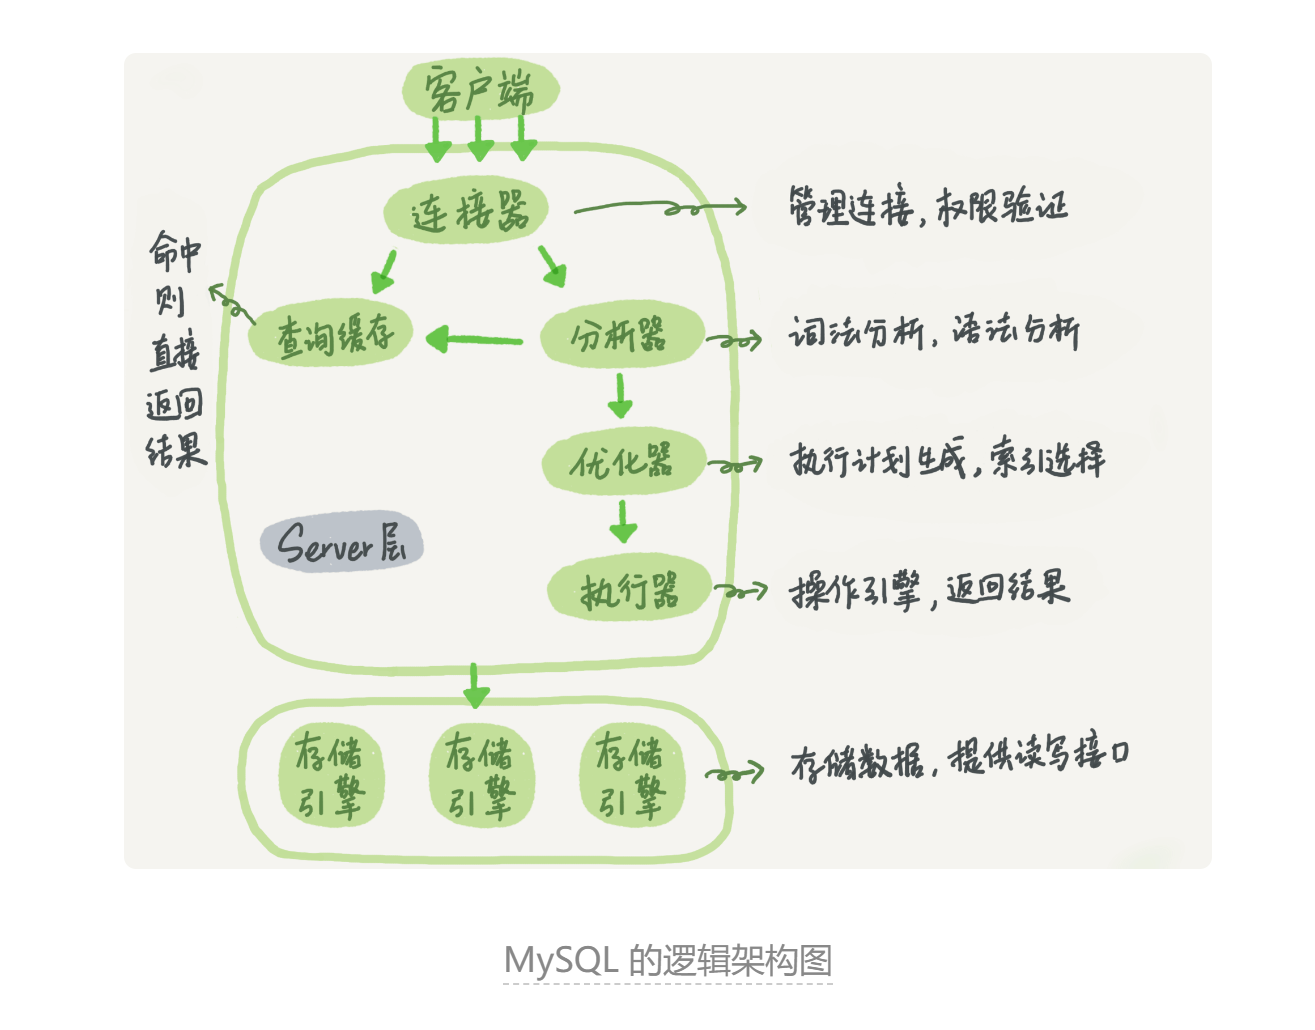 客户端
连接器
管理连接，权限验证
命中
则
直接
返回
结果
查询缓存
分析器
词法分析，语法分析
优化器
执行计划生成，索引选择
Server层
执行器
操作引擎，返回结果
存储
引擎
存储
引擎
存储
引擎
存储数据，提供读写接口
MySQL 的逻辑架构图